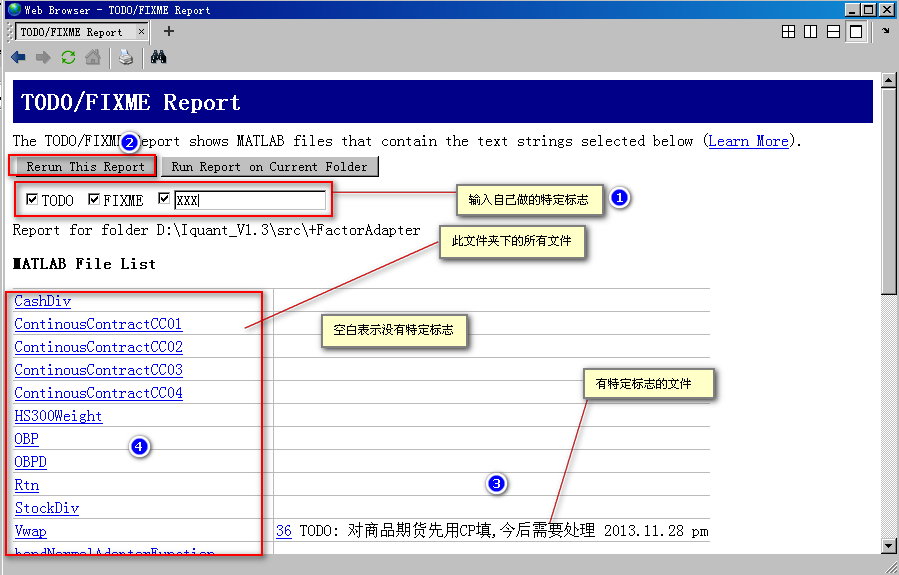 Web Browser - TODO/FIXME Report
TODO/FIXME Report
TODO/FIXME Report
The TODO/FIXME Report shows MATLAB files that contain the text strings selected below (Learn More).
2
Rerun This Report Run Report on Current Folder
TODO FIXME XXX
输入自己做的特定标志 1
Report for folder D:\Iquant_V1.3\src\+FactorAdapter
此文件夹下的所有文件
MATLAB File List
CashDiv
ContinousContractCC01
空白表示没有特定标志
ContinousContractCC02
ContinousContractCC03
有特定标志的文件
ContinousContractCC04
HS300Weight
OBP
4
OBPD
Rtn
3
StockDiv
Vwap 36 TODO: 对商品期货先用CP填,今后需要处理 2013.11.28 pm
bondNormalAdapterFunction